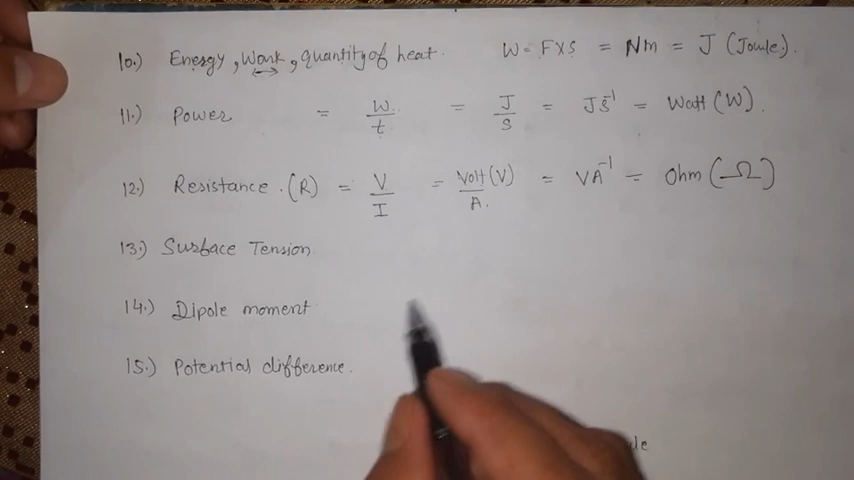 10.) Energy, Work, quantity of heat. W = F X S = Nm = J (Joule).
11.) Power = W/t = J/S = JS⁻¹ = Watt (W).
12.) Resistance. (R) = V/I = Volt (V)/A. = VA⁻¹ = Ohm (Ω)
13.) Surface Tension
14.) Dipole moment
15.) Potential difference.